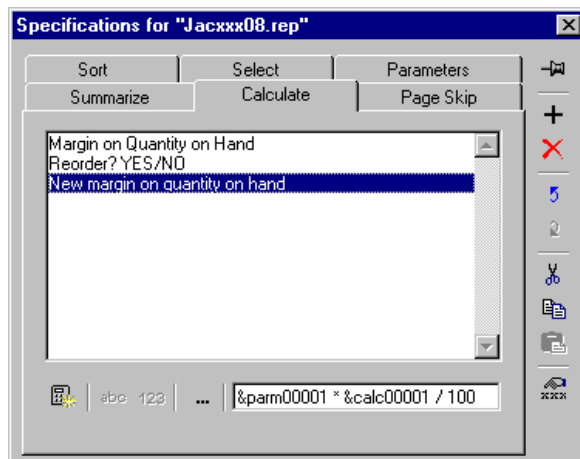 Specifications for "Jacxxx08.rep"
Sort Select Parameters
Summarize Calculate Page Skip
Margin on Quantity on Hand
Reorder? YES/NO
New margin on quantity on hand
abc 123 ... &parm00001 * &calc00001 / 100
xxx